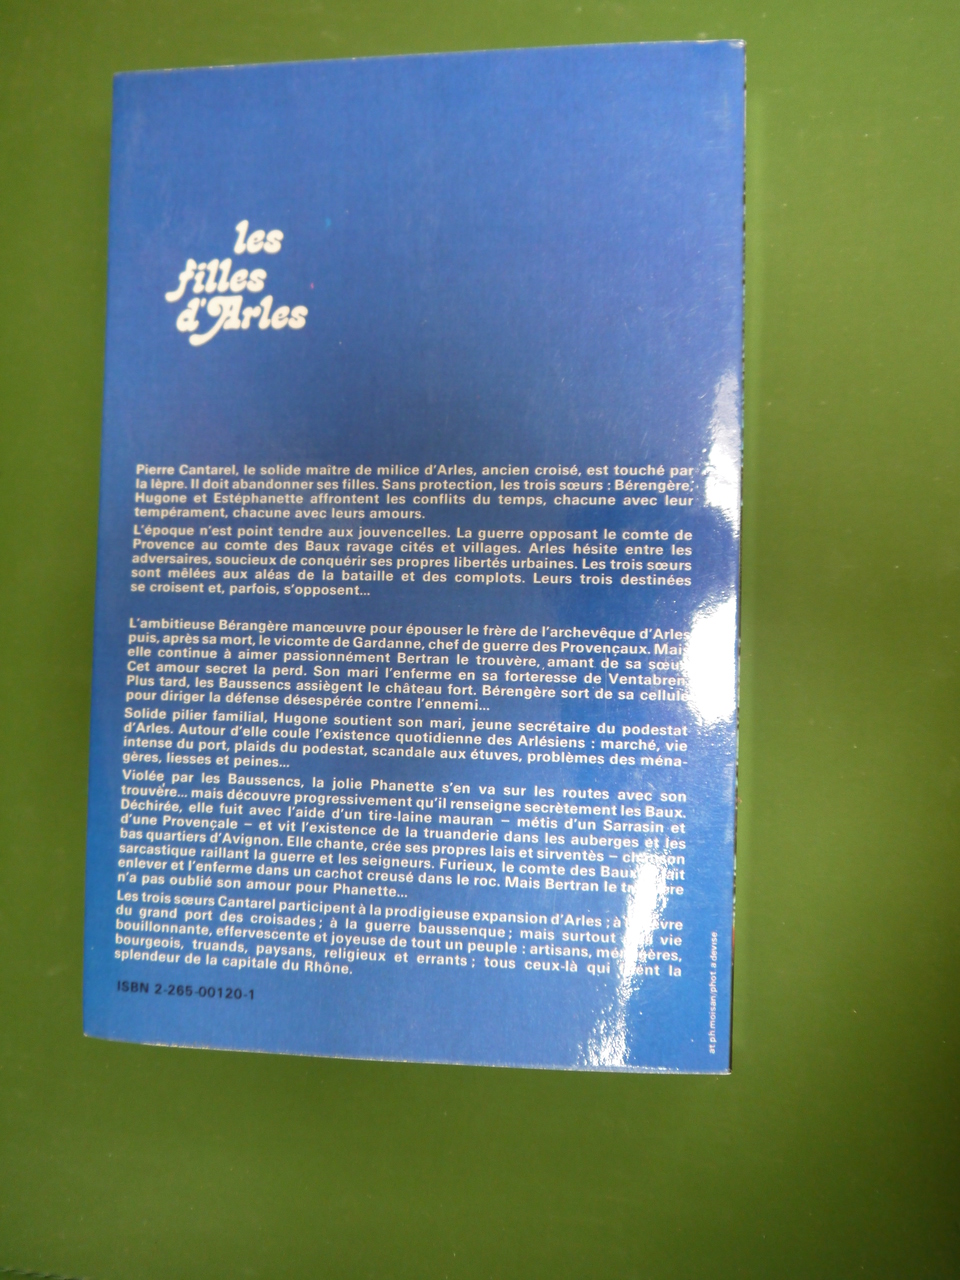 les
filles
d'Arles
Pierre Cantarel, le solide maître de milice d'Arles, ancien croisé, est touché par
la lèpre. Il doit abandonner ses filles. Sans protection, les trois sœurs : Bérengère,
Hugone et Estéphanette affrontent les conflits du temps, chacune avec leur
tempérament, chacune avec leurs amours.
L'époque n'est point tendre aux jouvencelles. La guerre opposant le comte de
Provence au comte des Baux ravage cités et villages. Arles hésite entre les
adversaires, soucieux de conquérir ses propres libertés urbaines. Les trois sœurs
sont mêlées aux aléas de la bataille et des complots. Leurs trois destinées
se croisent et, parfois, s'opposent...
L'ambitieuse Bérangère manœuvre pour épouser le frère de l'archevêque d'Arles
puis, après sa mort, le vicomte de Gardanne, chef de guerre des Provençaux. Mais
elle continue à aimer passionnément Bertran le trouvère, amant de sa sœur.
Cet amour secret la perd. Son mari l'enferme en sa forteresse de Ventabren.
Plus tard, les Baussencs assiègent le château fort. Bérengère sort de sa cellule
pour diriger la défense désespérée contre l'ennemi...
Solide pilier familial, Hugone soutient son mari, jeune secrétaire du podestat
d'Arles. Autour d'elle coule l'existence quotidienne des Arlésiens : marché, vie
intense du port, plaids du podestat, scandale aux étuves, problèmes des ména-
gères, liesses et peines...
Violée par les Baussencs, la jolie Phanette s'en va sur les routes avec son
trouvère... mais découvre progressivement qu'il renseigne secrètement les Baux.
Déchirée, elle fuit avec l'aide d'un tire-laine mauran – métis d'un Sarrasin et
d'une Provençale – et vit l'existence de la truanderie dans les auberges et les
bas quartiers d'Avignon. Elle chante, crée ses propres lais et sirventès – chanson
sarcastique raillant la guerre et les seigneurs. Furieux, le comte des Baux fait
enlever et l'enferme dans un cachot creusé dans le roc. Mais Bertran le trouvère
n'a pas oublié son amour pour Phanette...
Les trois sœurs Cantarel participent à la prodigieuse expansion d'Arles ; à
du grand port des croisades ; à la guerre baussenque ; mais surtout vie
bouillonnante, effervescente et joyeuse de tout un peuple : artisans, ménagères,
bourgeois, truands, paysans, religieux et errants ; tous ceux-là qui la
splendeur de la capitale du Rhône.
ISBN 2-265-00120-1
at.ph.moisan/phot. a devise